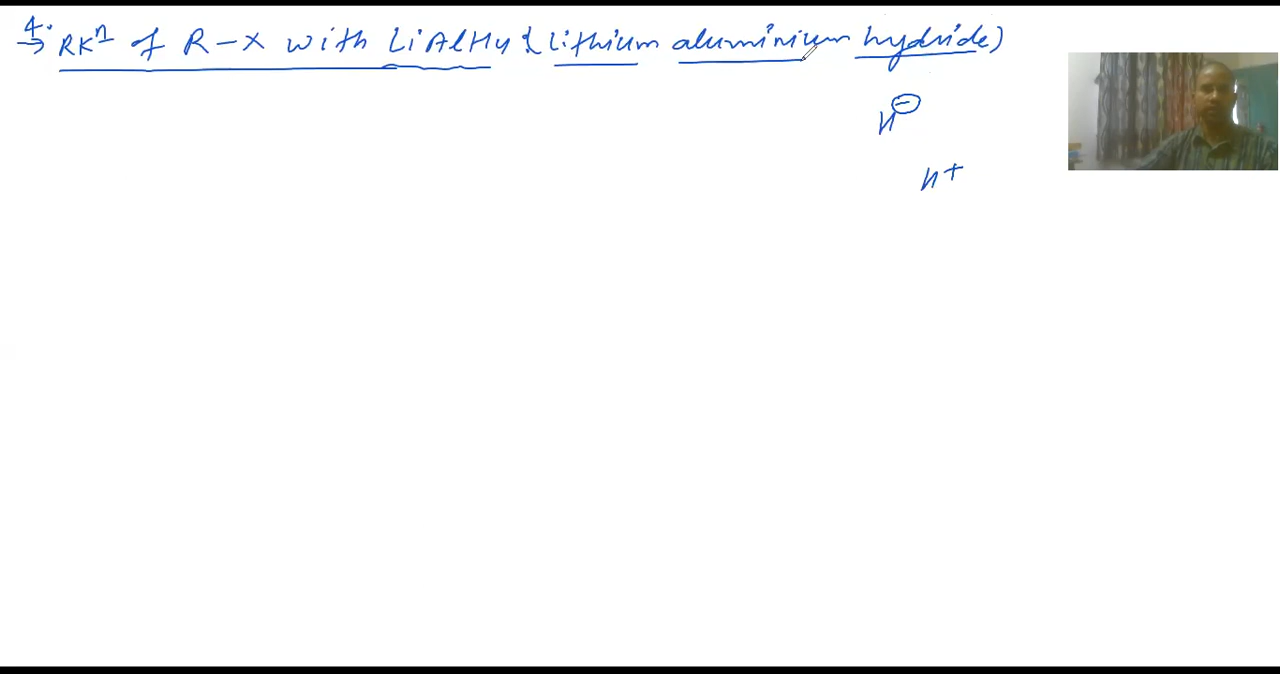 4.
→ RKn of R-X with LiAlH4 { Lithium aluminium hydride)
H⊖
H+